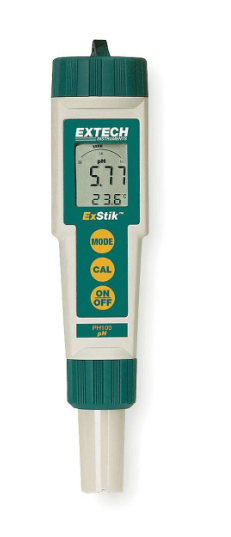 EXTECH
INSTRUMENTS
pH
5.77
23.6°
ExStik™
MODE
CAL
ON
OFF
PH100
pH